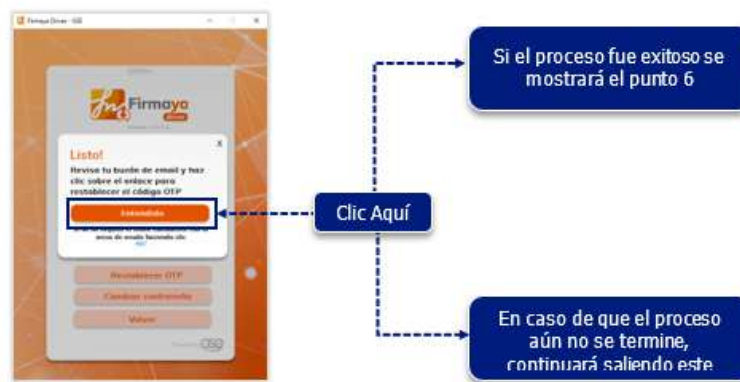 Firmaya Driver - GSE
Firmaya
Listo!
Revisa tu buzón de email y haz
clic sobre el enlace para
restablecer el código OTP
X
Entendido
Restablecer OTP
Cambiar contraseña
Volver
GSE
Clic Aquí
Si el proceso fue exitoso se
mostrará el punto 6
En caso de que el proceso
aún no se termine,
continuará saliendo este